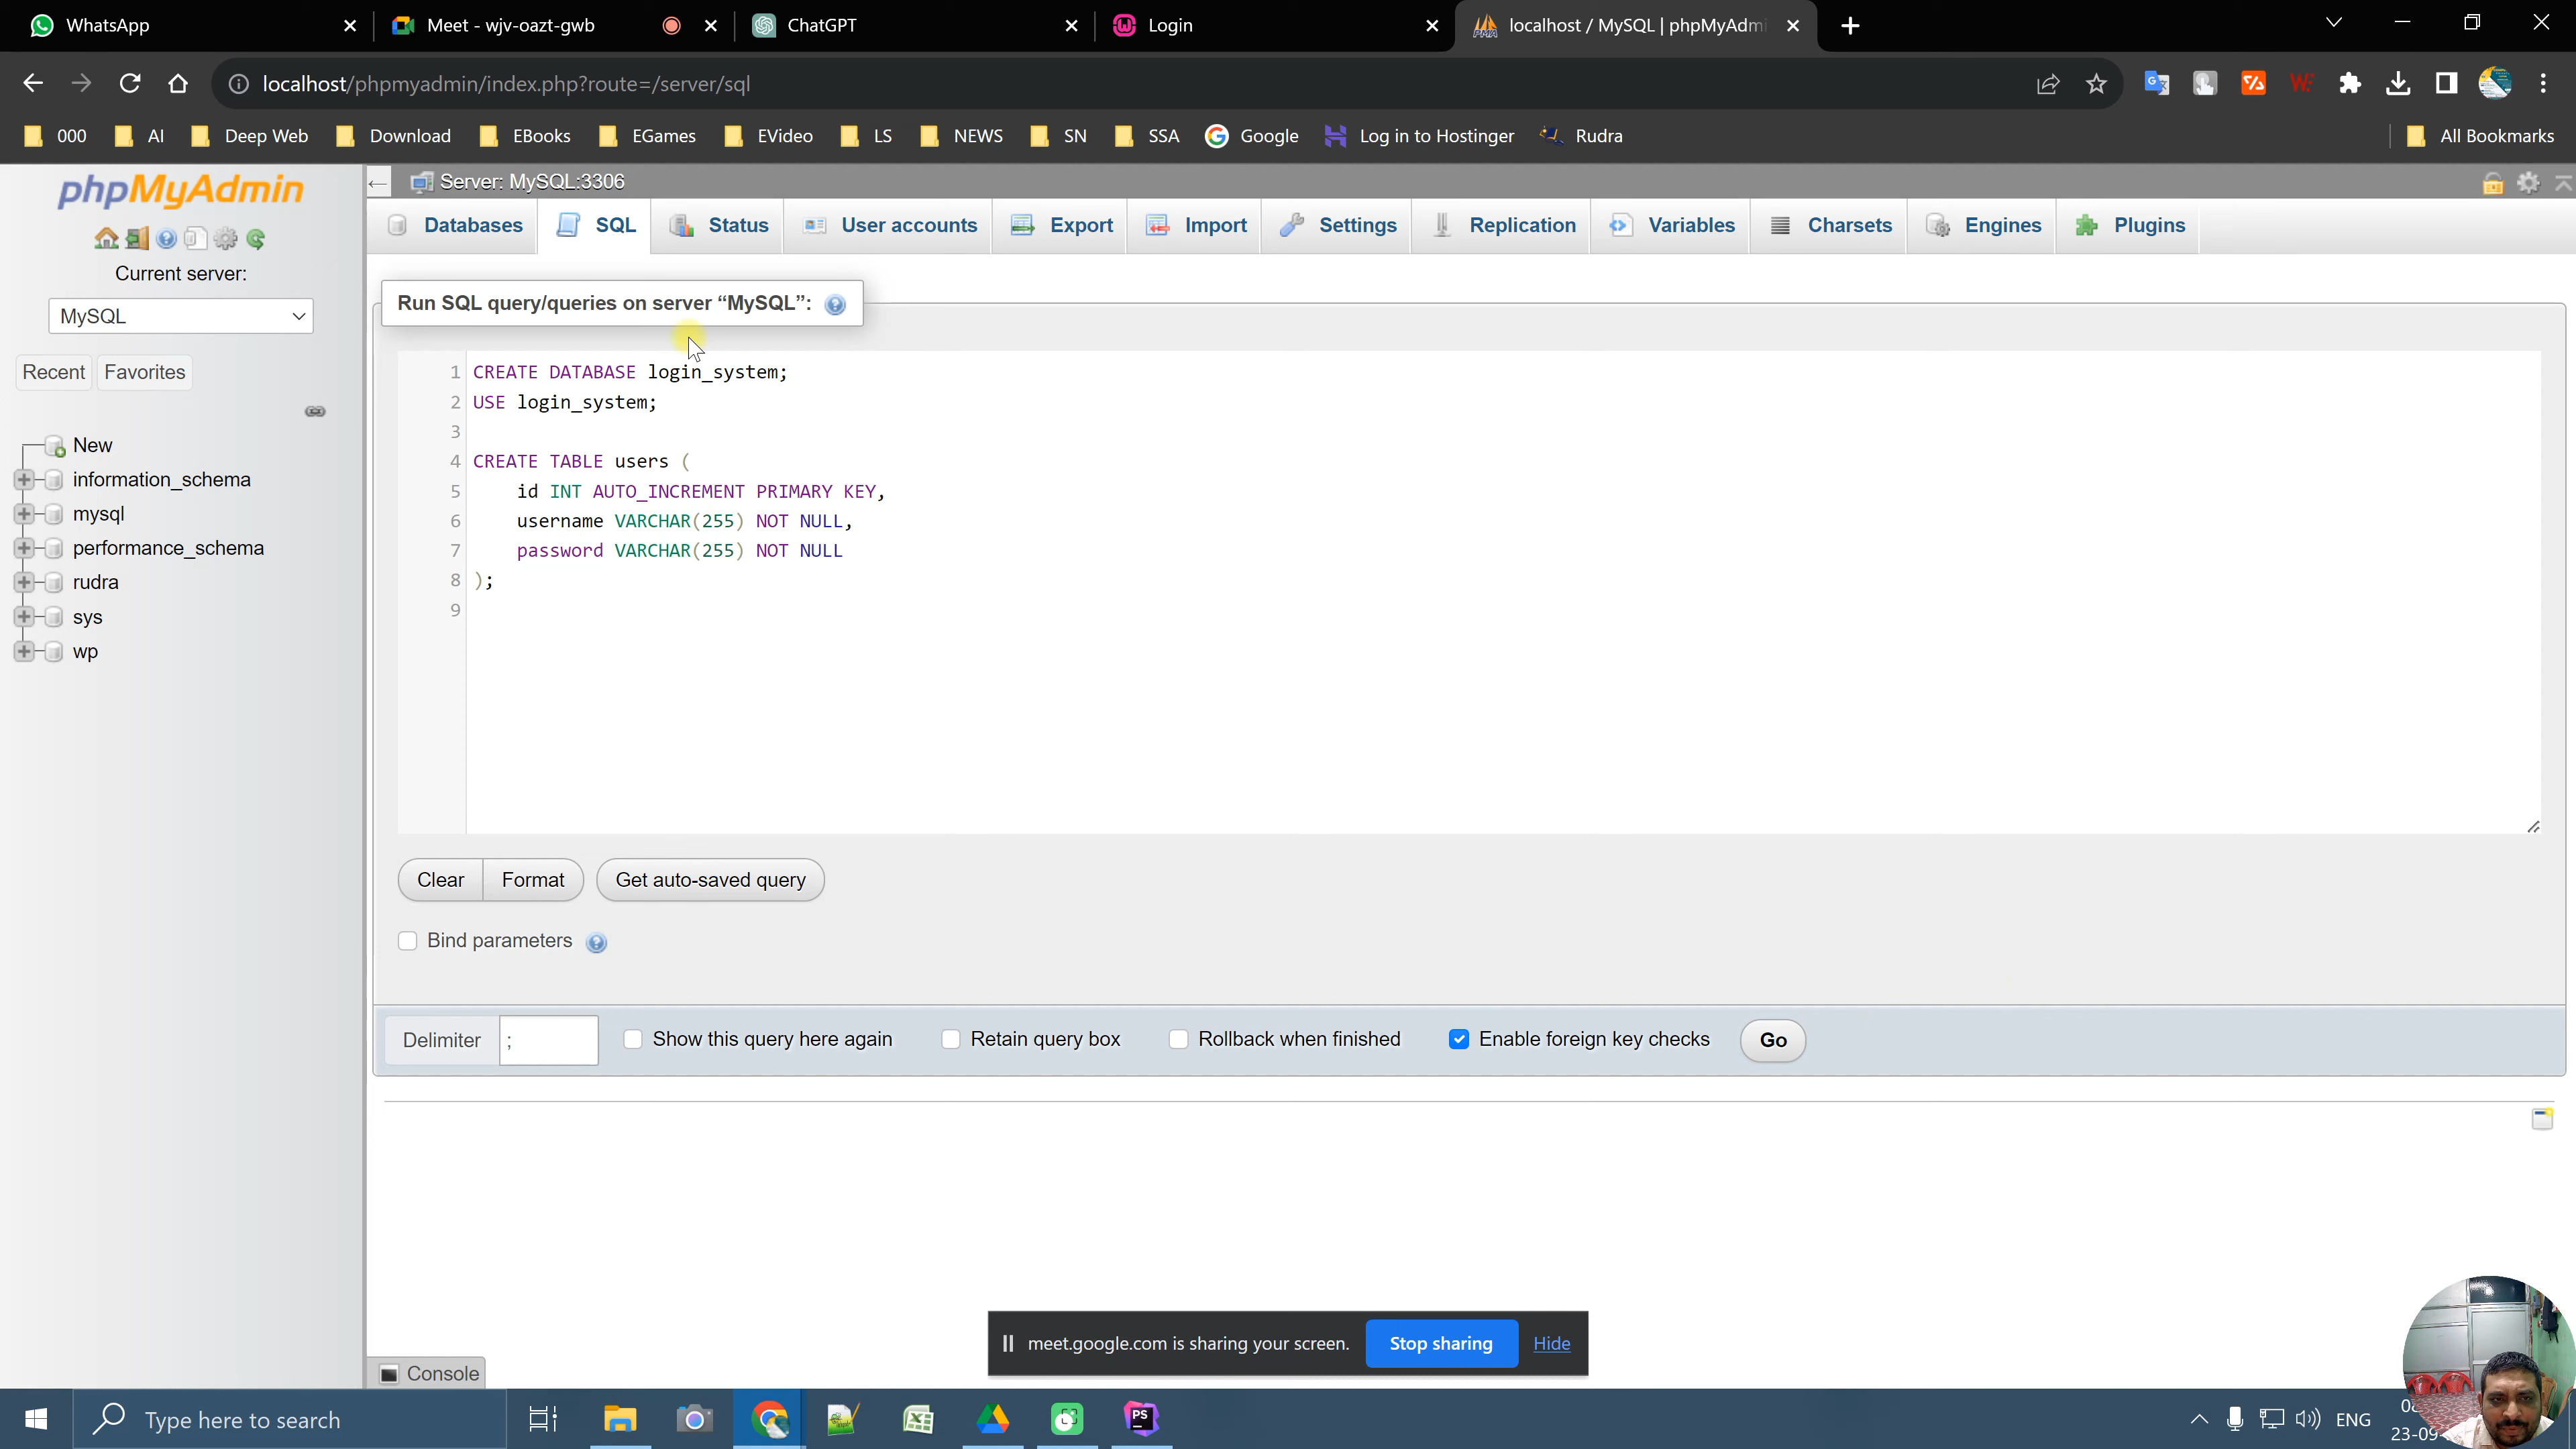 WhatsApp
Meet - wjv-oazt-gwb
ChatGPT
Login
localhost / MySQL | phpMyAdmi
localhost/phpmyadmin/index.php?route=/server/sql
000
AI
Deep Web
Download
EBooks
EGames
EVideo
LS
NEWS
SN
SSA
Google
Log in to Hostinger
Rudra
All Bookmarks
phpMyAdmin
Current server:
MySQL
Recent
Favorites
New
information_schema
mysql
performance_schema
rudra
sys
wp
Server: MySQL:3306
Databases
SQL
Status
User accounts
Export
Import
Settings
Replication
Variables
Charsets
Engines
Plugins
Run SQL query/queries on server “MySQL”:
1 CREATE DATABASE login_system;
2 USE login_system;
3
4 CREATE TABLE users (
5 id INT AUTO_INCREMENT PRIMARY KEY,
6 username VARCHAR(255) NOT NULL,
7 password VARCHAR(255) NOT NULL
8 );
9
Clear
Format
Get auto-saved query
Bind parameters
Delimiter
;
Show this query here again
Retain query box
Rollback when finished
Enable foreign key checks
Go
meet.google.com is sharing your screen.
Stop sharing
Hide
Console
Type here to search
PS
ENG